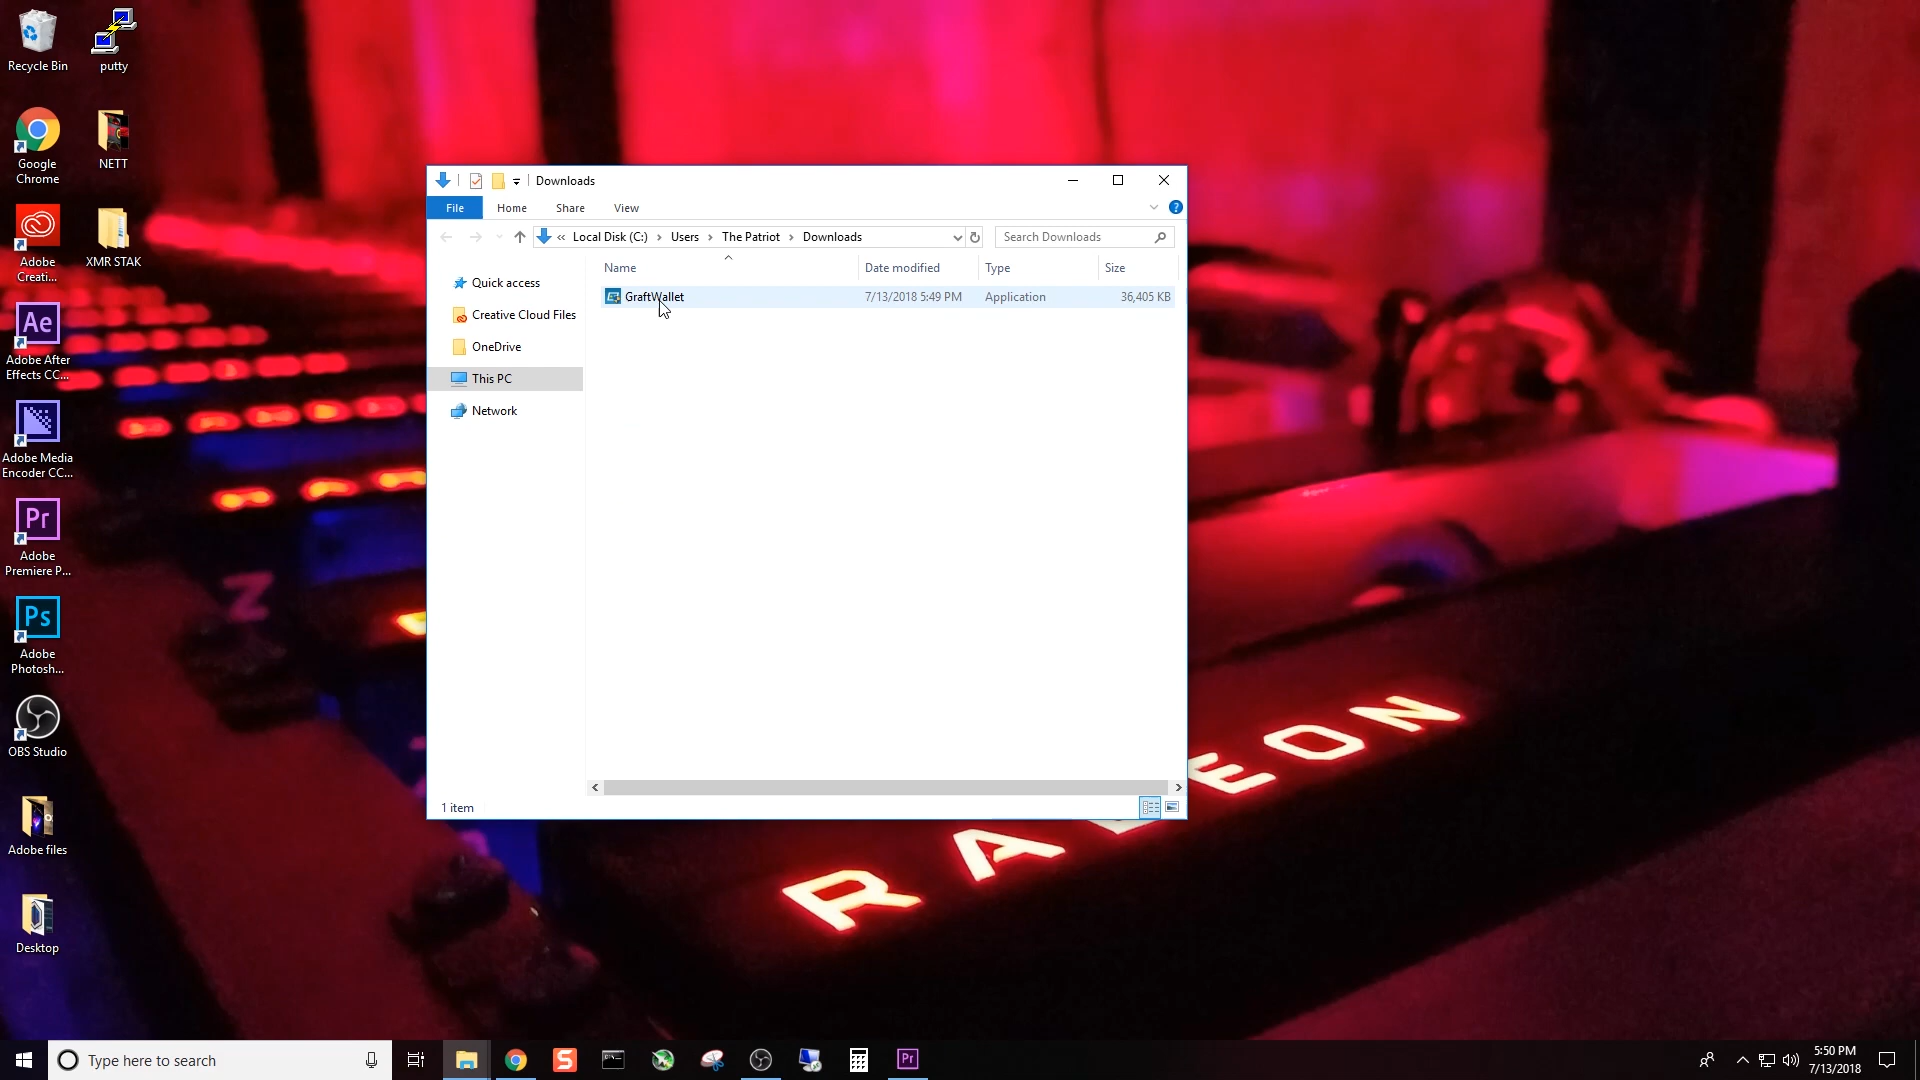 Recycle Bin
putty
Google
Chrome
NETT
Adobe
Creati...
XMR STAK
Ae
Adobe After
Effects CC...
Adobe Media
Encoder CC...
Pr
Adobe
Premiere P...
Ps
Adobe
Photosh...
OBS Studio
Adobe files
Desktop
Downloads
File
Home
Share
View
?
« Local Disk (C:) > Users > The Patriot > Downloads
Search Downloads
Name
Date modified
Type
Size
Quick access
Creative Cloud Files
OneDrive
This PC
Network
GraftWallet
7/13/2018 5:49 PM
Application
36,405 KB
1 item
RADEON
Z
Type here to search
S
Pr
5:50 PM
7/13/2018